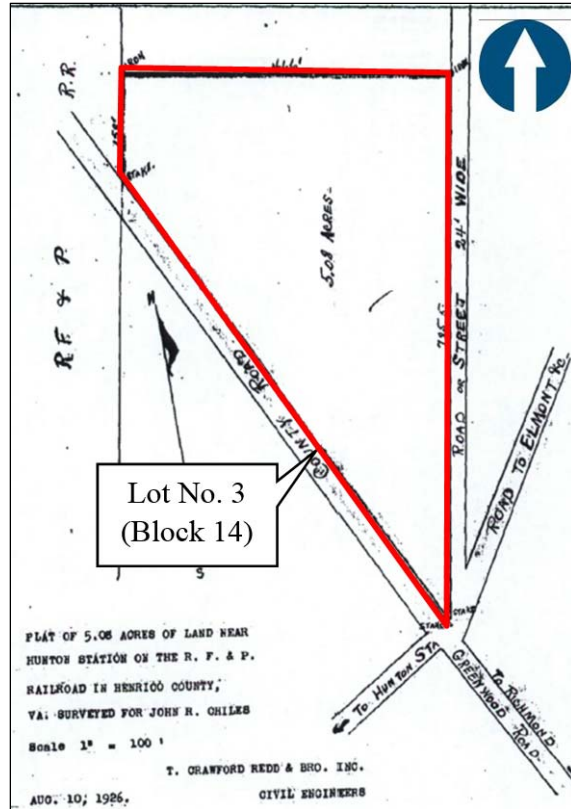 IRON
466'
IRON
R.R.
158'
STAKE.
24' WIDE
5.08 ACRES.
R.F. & P.
N
ROAD OR STREET
COUNTY ROAD
ROAD TO ELMONT &c
Lot No. 3
(Block 14)
S
STAKE
STAKE
PLAT OF 5.08 ACRES OF LAND NEAR
HUNTON STATION ON THE R. F. & P.
RAILROAD IN HENRICO COUNTY,
VA. SURVEYED FOR JOHN R. CHILES
Scale 1" = 100'
TO HUNTON STA
GREENWOOD ROAD
TO RICHMOND
T. CRAWFORD REDD & BRO. INC.
CIVIL ENGINEERS
AUG. 10, 1926.